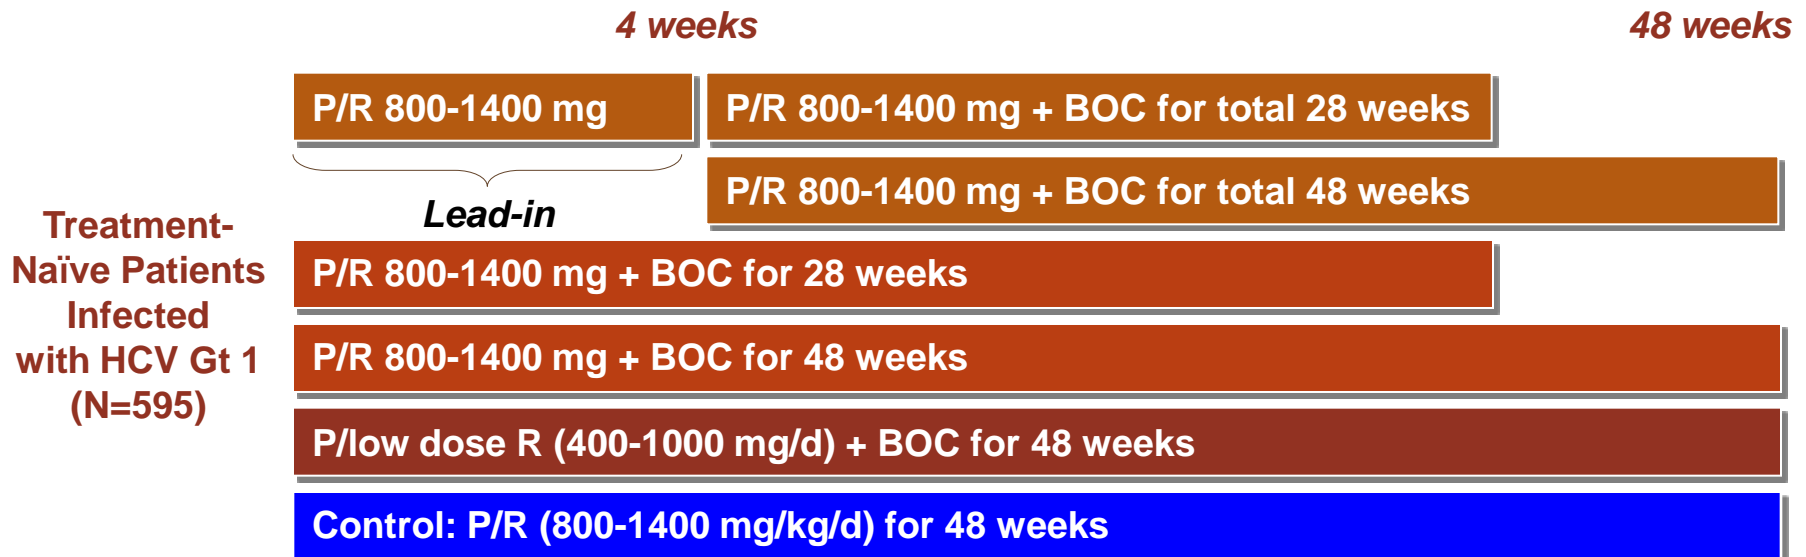 4 weeks
48 weeks
P/R 800-1400 mg
P/R 800-1400 mg + BOC for total 28 weeks
P/R 800-1400 mg + BOC for total 48 weeks
Lead-in
Treatment-
Naïve Patients
Infected
with HCV Gt 1
(N=595)
P/R 800-1400 mg + BOC for 28 weeks
P/R 800-1400 mg + BOC for 48 weeks
P/low dose R (400-1000 mg/d) + BOC for 48 weeks
Control: P/R (800-1400 mg/kg/d) for 48 weeks